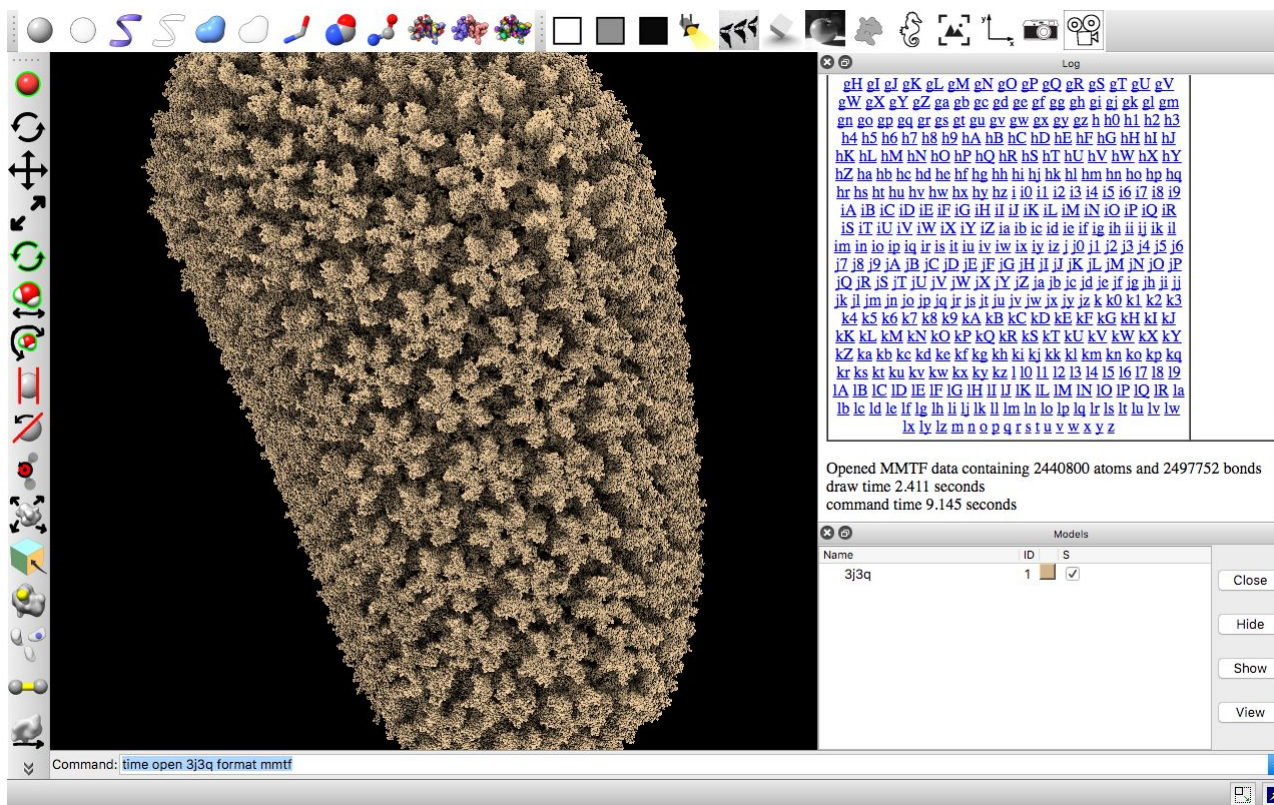 Log
gH gI gJ gK gL gM gN gO gP gQ gR gS gT gU gV
gW gX gY gZ ga gb gc gd ge gf gg gh gi gj gk gl gm
gn go gp gq gr gs gt gu gv gw gx gy gz h h0 h1 h2 h3
h4 h5 h6 h7 h8 h9 hA hB hC hD hE hF hG hH hI hJ
hK hL hM hN hO hP hQ hR hS hT hU hV hW hX hY
hZ ha hb hc hd he hf hg hh hi hj hk hl hm hn ho hp hq
hr hs ht hu hv hw hx hy hz i i0 i1 i2 i3 i4 i5 i6 i7 i8 i9
iA iB iC iD iE iF iG iH iI iJ iK iL iM iN iO iP iQ iR
iS iT iU iV iW iX iY iZ ia ib ic id ie if ig ih ii ij ik il
im in io ip iq ir is it iu iv iw ix iy iz j j0 j1 j2 j3 j4 j5 j6
j7 j8 j9 jA jB jC jD jE jF jG jH jI jJ jK jL jM jN jO jP
jQ jR jS jT jU jV jW jX jY jZ ja jb jc jd je jf jg jh ji jj
jk jl jm jn jo jp jq jr js jt ju jv jw jx jy jz k k0 k1 k2 k3
k4 k5 k6 k7 k8 k9 kA kB kC kD kE kF kG kH kI kJ
kK kL kM kN kO kP kQ kR kS kT kU kV kW kX kY
kZ ka kb kc kd ke kf kg kh ki kj kk kl km kn ko kp kq
kr ks kt ku kv kw kx ky kz l l0 l1 l2 l3 l4 l5 l6 l7 l8 l9
lA lB lC lD lE lF lG lH lI lJ lK lL lM lN lO lP lQ lR la
lb lc ld le lf lg lh li lj lk ll lm ln lo lp lq lr ls lt lu lv lw
lx ly lz m n o p q r s t u v w x y z
Opened MMTF data containing 2440800 atoms and 2497752 bonds
draw time 2.411 seconds
command time 9.145 seconds
Models
Name ID S
3j3q 1
Close
Hide
Show
View
Command: time open 3j3q format mmtf